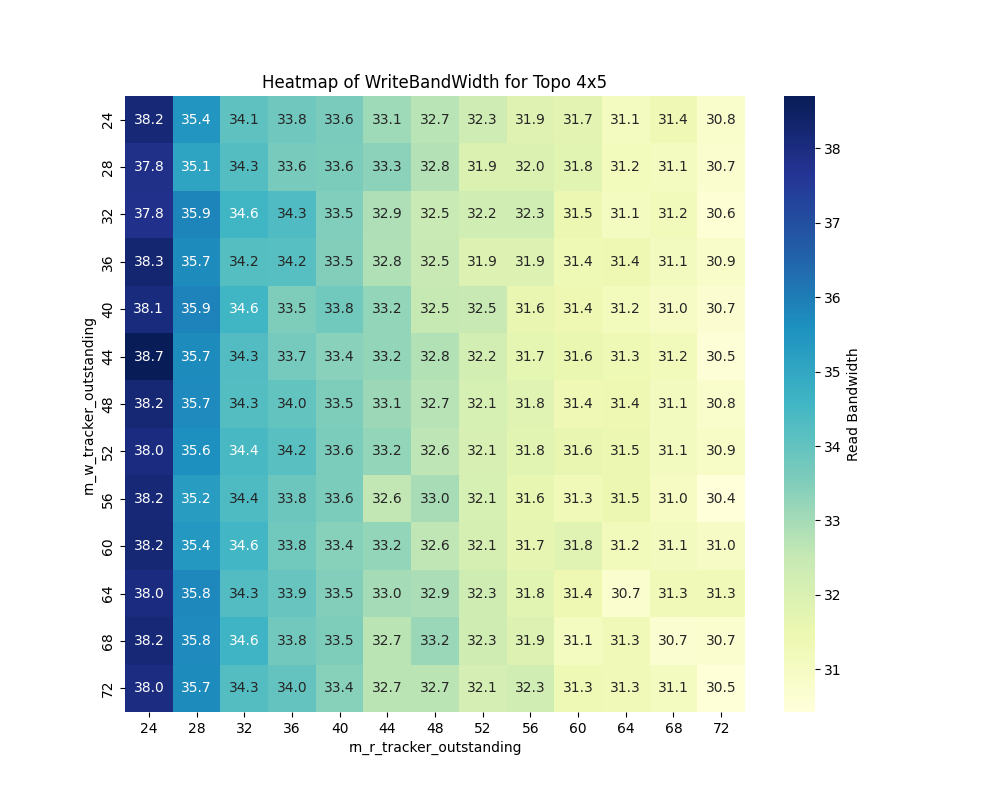 Heatmap of WriteBandWidth for Topo 4x5
24 38.2 35.4 34.1 33.8 33.6 33.1 32.7 32.3 31.9 31.7 31.1 31.4 30.8
28 37.8 35.1 34.3 33.6 33.6 33.3 32.8 31.9 32.0 31.8 31.2 31.1 30.7
32 37.8 35.9 34.6 34.3 33.5 32.9 32.5 32.2 32.3 31.5 31.1 31.2 30.6
36 38.3 35.7 34.2 34.2 33.5 32.8 32.5 31.9 31.9 31.4 31.4 31.1 30.9
40 38.1 35.9 34.6 33.5 33.8 33.2 32.5 32.5 31.6 31.4 31.2 31.0 30.7
44 38.7 35.7 34.3 33.7 33.4 33.2 32.8 32.2 31.7 31.6 31.3 31.2 30.5
48 38.2 35.7 34.3 34.0 33.5 33.1 32.7 32.1 31.8 31.4 31.4 31.1 30.8
52 38.0 35.6 34.4 34.2 33.6 33.2 32.6 32.1 31.8 31.6 31.5 31.1 30.9
56 38.2 35.2 34.4 33.8 33.6 32.6 33.0 32.1 31.6 31.3 31.5 31.0 30.4
60 38.2 35.4 34.6 33.8 33.4 33.2 32.6 32.1 31.7 31.8 31.2 31.1 31.0
64 38.0 35.8 34.3 33.9 33.5 33.0 32.9 32.3 31.8 31.4 30.7 31.3 31.3
68 38.2 35.8 34.6 33.8 33.5 32.7 33.2 32.3 31.9 31.1 31.3 30.7 30.7
72 38.0 35.7 34.3 34.0 33.4 32.7 32.7 32.1 32.3 31.3 31.3 31.1 30.5
24 28 32 36 40 44 48 52 56 60 64 68 72
rn_r_tracker_outstanding
rn_w_tracker_outstanding
38
37
36
35
34
33
32
31
Read Bandwidth